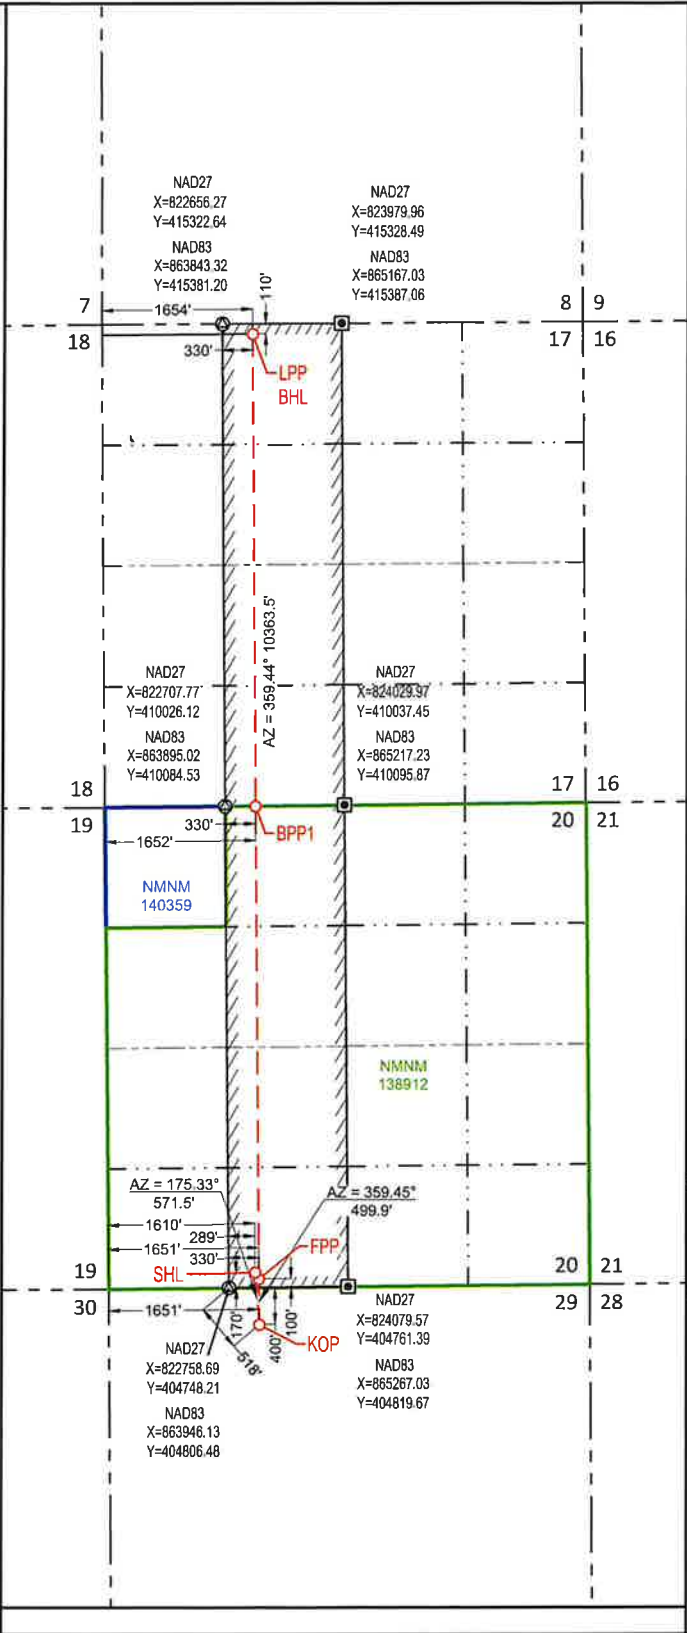 NAD27
X=822656.27
Y=415322.64
NAD83
X=863843.32
Y=415381.20
NAD27
X=823979.96
Y=415328.49
NAD83
X=865167.03
Y=415387.06
110'
7
1654'
8 9
18
17 16
330'
LPP
BHL
AZ = 359.44° 10363.5'
NAD27
X=822707.77
Y=410026.12
NAD83
X=863895.02
Y=410084.53
NAD27
X=824029.97
Y=410037.45
NAD83
X=865217.23
Y=410095.87
18
17 16
19
20 21
330'
BPP1
1652'
NMNM
140359
NMNM
138912
AZ = 175.33°
571.5'
AZ = 359.45°
499.9'
1610'
289'
1651'
330'
FPP
SHL
19
20 21
30
29 28
1651'
170'
100'
400'
518'
KOP
NAD27
X=822758.69
Y=404748.21
NAD83
X=863946.13
Y=404806.48
NAD27
X=824079.57
Y=404761.39
NAD83
X=865267.03
Y=404819.67